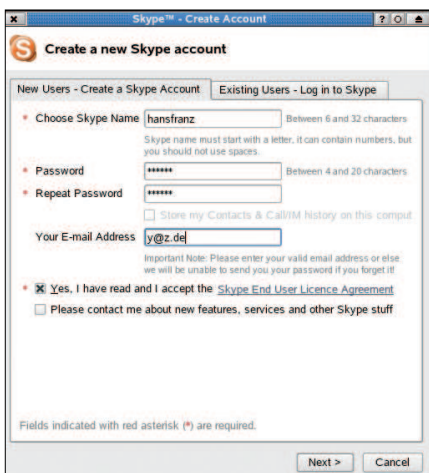 Skype™ - Create Account
Create a new Skype account
New Users - Create a Skype Account
Existing Users - Log in to Skype
* Choose Skype Name hansfranz Between 6 and 32 characters
Skype name must start with a letter, it can contain numbers, but
you should not use spaces.
* Password ****** Between 4 and 20 characters
* Repeat Password ******
Store my Contacts & Call/IM history on this comput
Your E-mail Address y@z.de
Important Note: Please enter your valid email address or else
we will be unable to send you your password if you forget it!
* Yes, I have read and I accept the Skype End User Licence Agreement
Please contact me about new features, services and other Skype stuff
Fields indicated with red asterisk (*) are required.
Next > Cancel